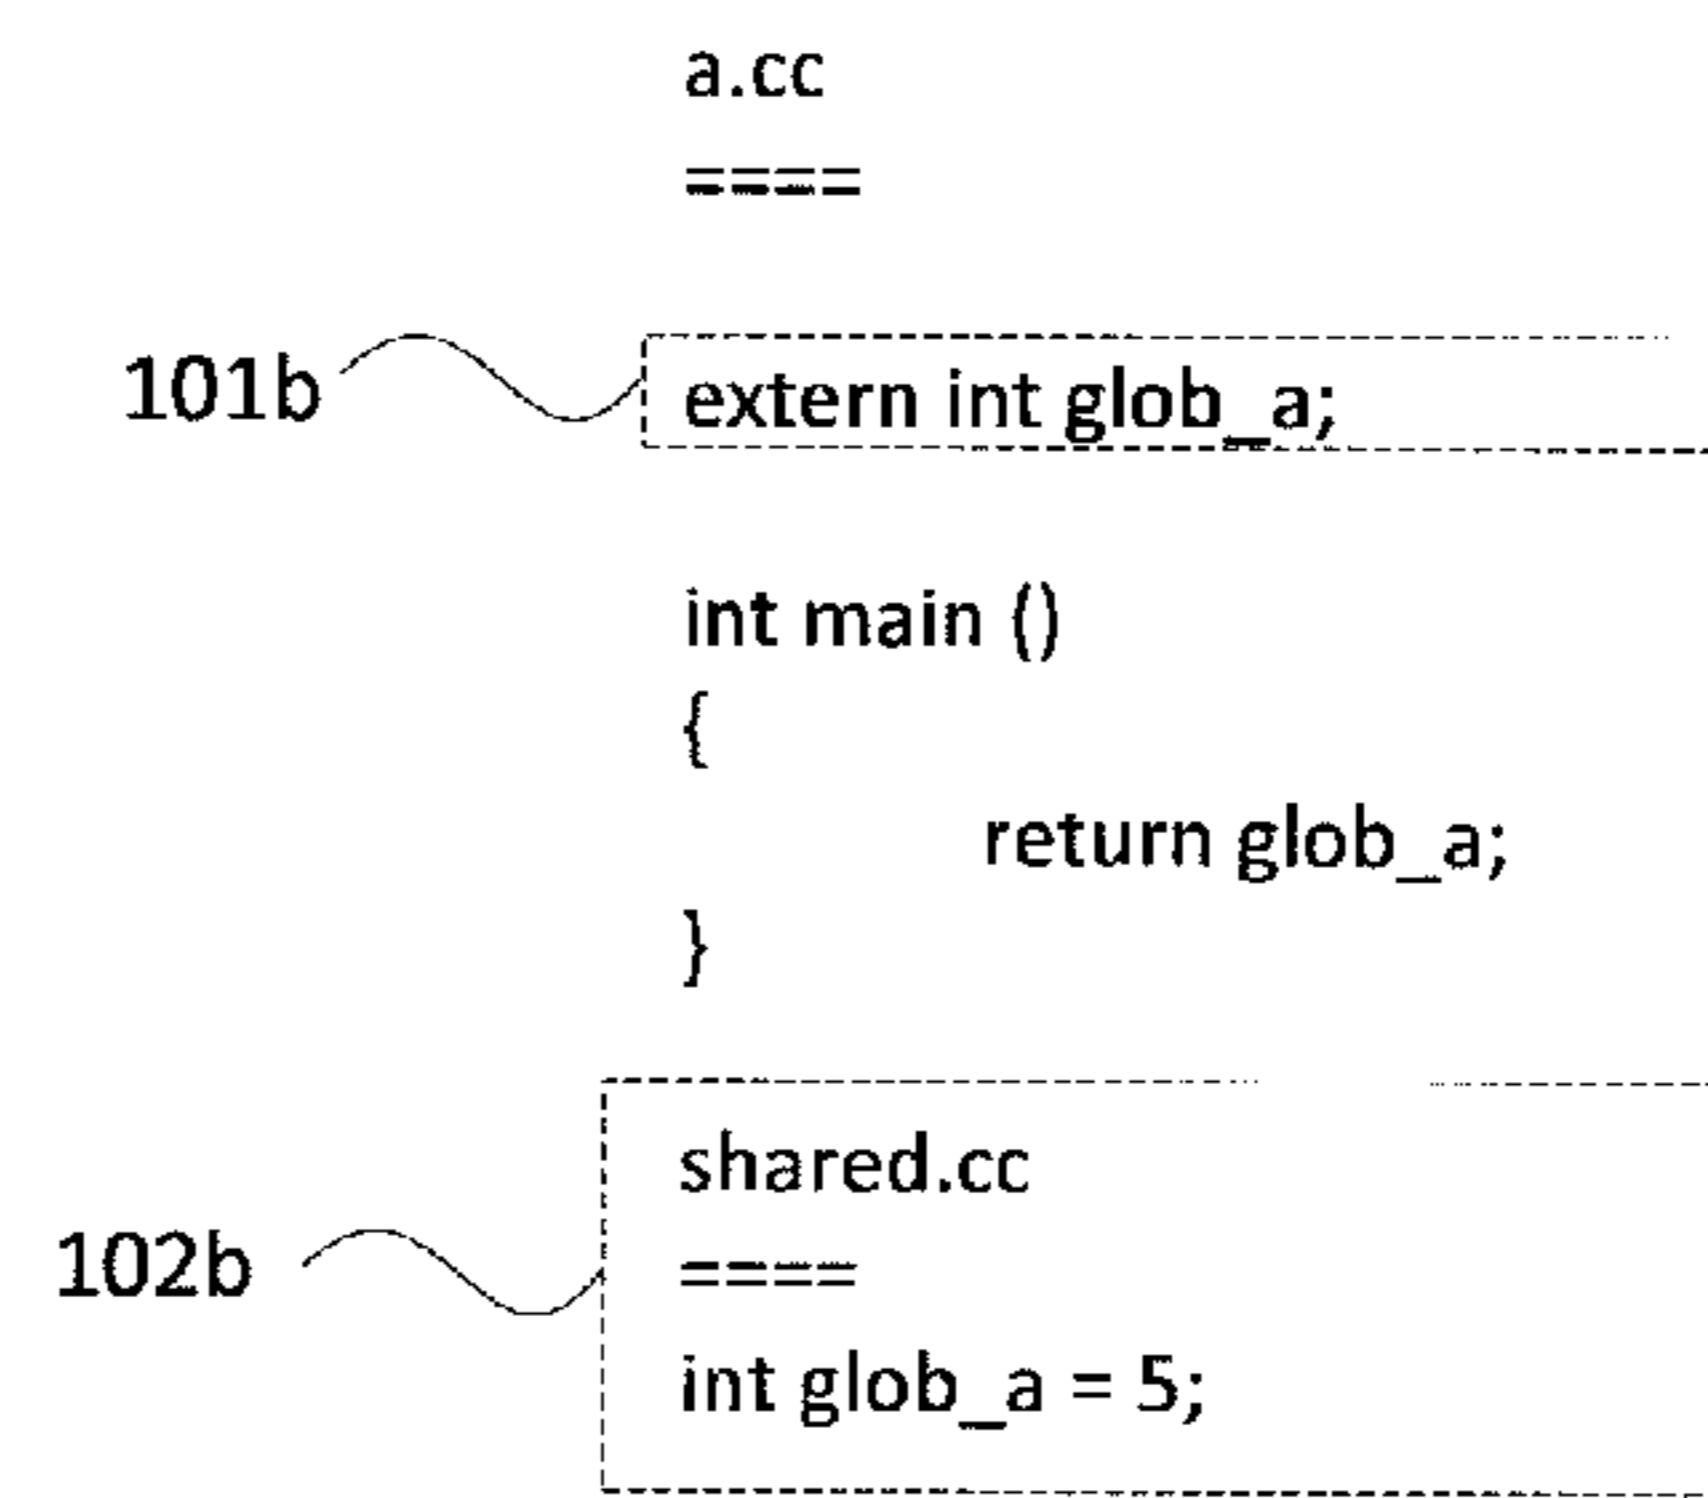 a.cc
====
101b extern int glob_a;
int main ()
{
return glob_a;
}
shared.cc
102b ====
int glob_a = 5;